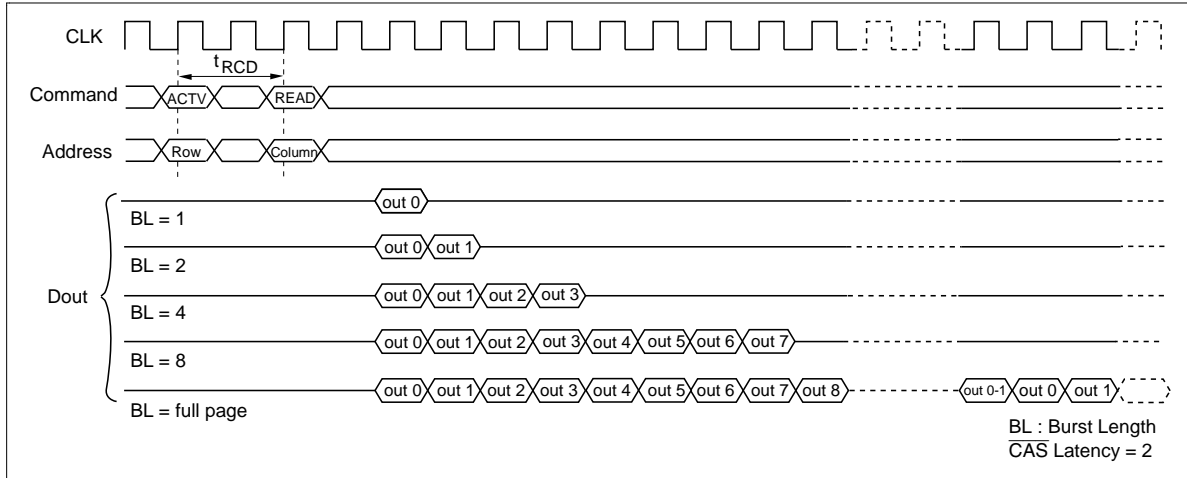 CLK
tRCD
Command ACTV READ
Address Row Column
Dout
out 0
BL = 1
out 0 out 1
BL = 2
out 0 out 1 out 2 out 3
BL = 4
out 0 out 1 out 2 out 3 out 4 out 5 out 6 out 7
BL = 8
out 0 out 1 out 2 out 3 out 4 out 5 out 6 out 7 out 8 out 0-1 out 0 out 1
BL = full page
BL : Burst Length
CAS Latency = 2